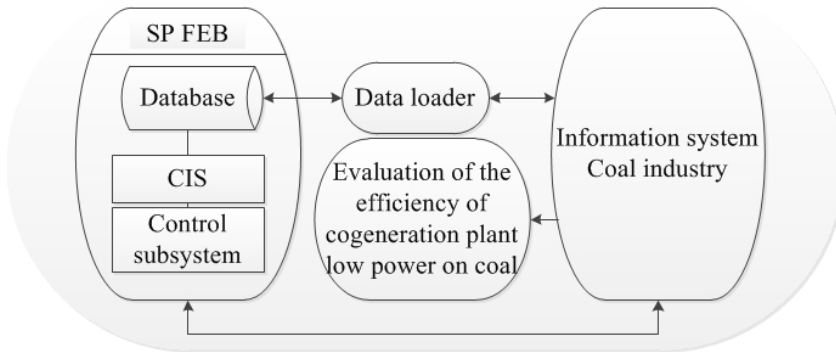 SP FEB
Database
CIS
Control
subsystem
Data loader
Evaluation of the
efficiency of
cogeneration plant
low power on coal
Information system
Coal industry